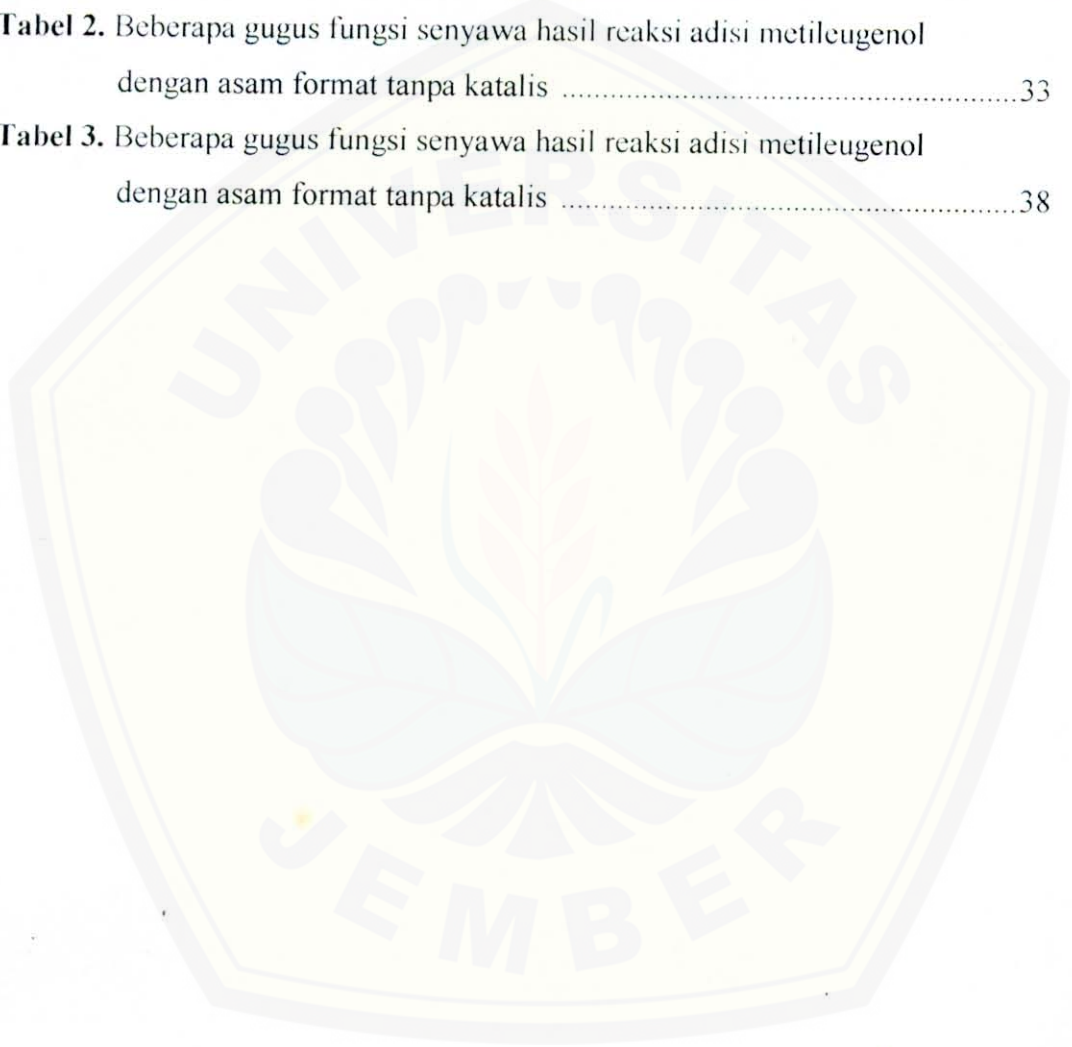 Tabel 2. Beberapa gugus fungsi senyawa hasil reaksi adisi metileugenol
dengan asam format tanpa katalis ......................................................33
Tabel 3. Beberapa gugus fungsi senyawa hasil reaksi adisi metileugenol
dengan asam format tanpa katalis ......................................................38
UNIVERSITAS
JEMBER